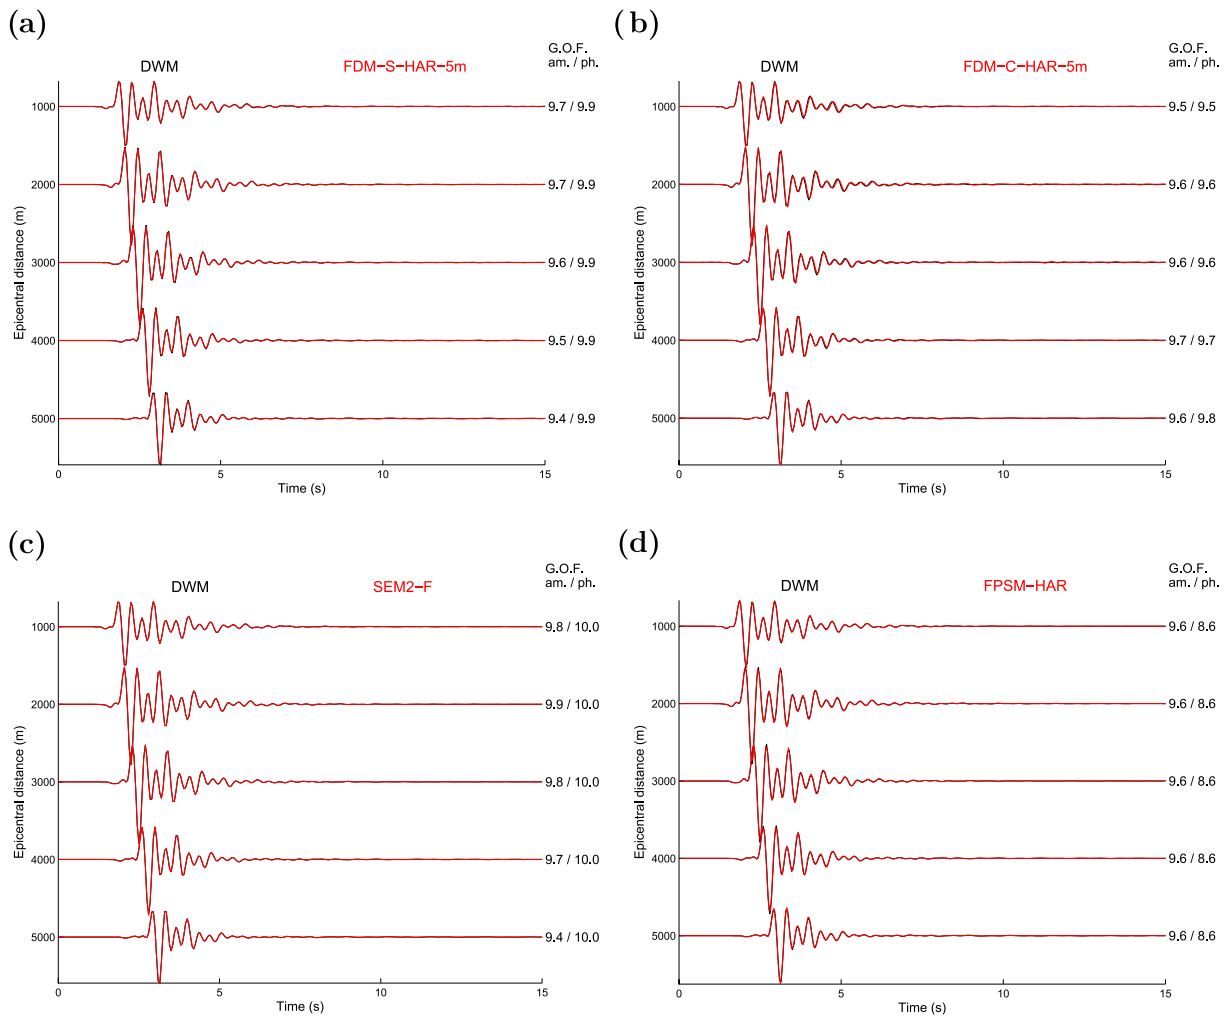 (a)
G.O.F.
DWM FDM-S-HAR-5m am. / ph.
1000 9.7 / 9.9
2000 9.7 / 9.9
3000 9.6 / 9.9
4000 9.5 / 9.9
5000 9.4 / 9.9
Epicentral distance (m)
0 5 10 15
Time (s)
(b)
G.O.F.
DWM FDM-C-HAR-5m am. / ph.
1000 9.5 / 9.5
2000 9.6 / 9.6
3000 9.6 / 9.6
4000 9.7 / 9.7
5000 9.6 / 9.8
Epicentral distance (m)
0 5 10 15
Time (s)
(c)
G.O.F.
DWM SEM2-F am. / ph.
1000 9.8 / 10.0
2000 9.9 / 10.0
3000 9.8 / 10.0
4000 9.7 / 10.0
5000 9.4 / 10.0
Epicentral distance (m)
0 5 10 15
Time (s)
(d)
G.O.F.
DWM FPSM-HAR am. / ph.
1000 9.6 / 8.6
2000 9.6 / 8.6
3000 9.6 / 8.6
4000 9.6 / 8.6
5000 9.6 / 8.6
Epicentral distance (m)
0 5 10 15
Time (s)